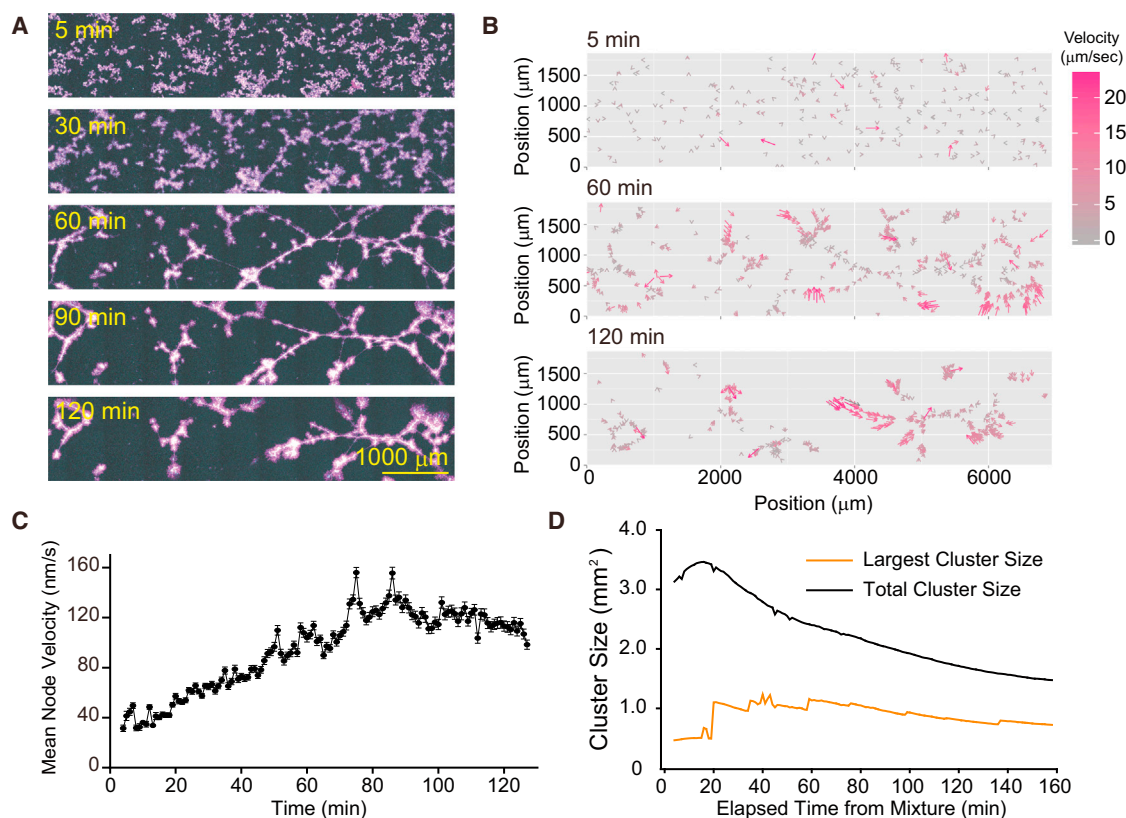 A
5 min
30 min
60 min
90 min
120 min
1000 μm
B
5 min
Position (μm)
1500
1000
500
0
60 min
Position (μm)
1500
1000
500
0
120 min
Position (μm)
1500
1000
500
0
0 2000 4000 6000
Position (μm)
Velocity
(μm/sec)
20
15
10
5
0
C
Mean Node Velocity (nm/s)
160
120
80
40
0
0 20 40 60 80 100 120
Time (min)
D
Cluster Size (mm²)
4.0
3.0
2.0
1.0
0
Largest Cluster Size
Total Cluster Size
0 20 40 60 80 100 120 140 160
Elapsed Time from Mixture (min)